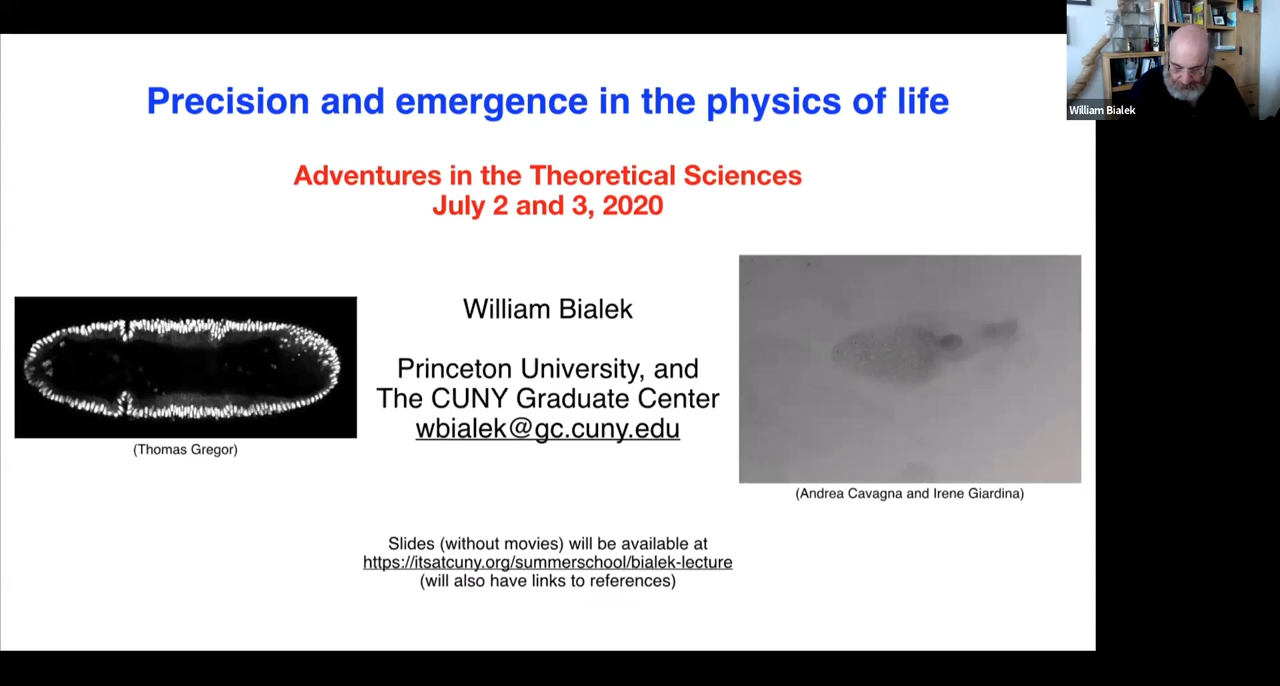 Precision and emergence in the physics of life
William Bialek
Adventures in the Theoretical Sciences
July 2 and 3, 2020
William Bialek
Princeton University, and
The CUNY Graduate Center
wbialek@gc.cuny.edu
(Thomas Gregor)
(Andrea Cavagna and Irene Giardina)
Slides (without movies) will be available at
https://itsatcuny.org/summerschool/bialek-lecture
(will also have links to references)